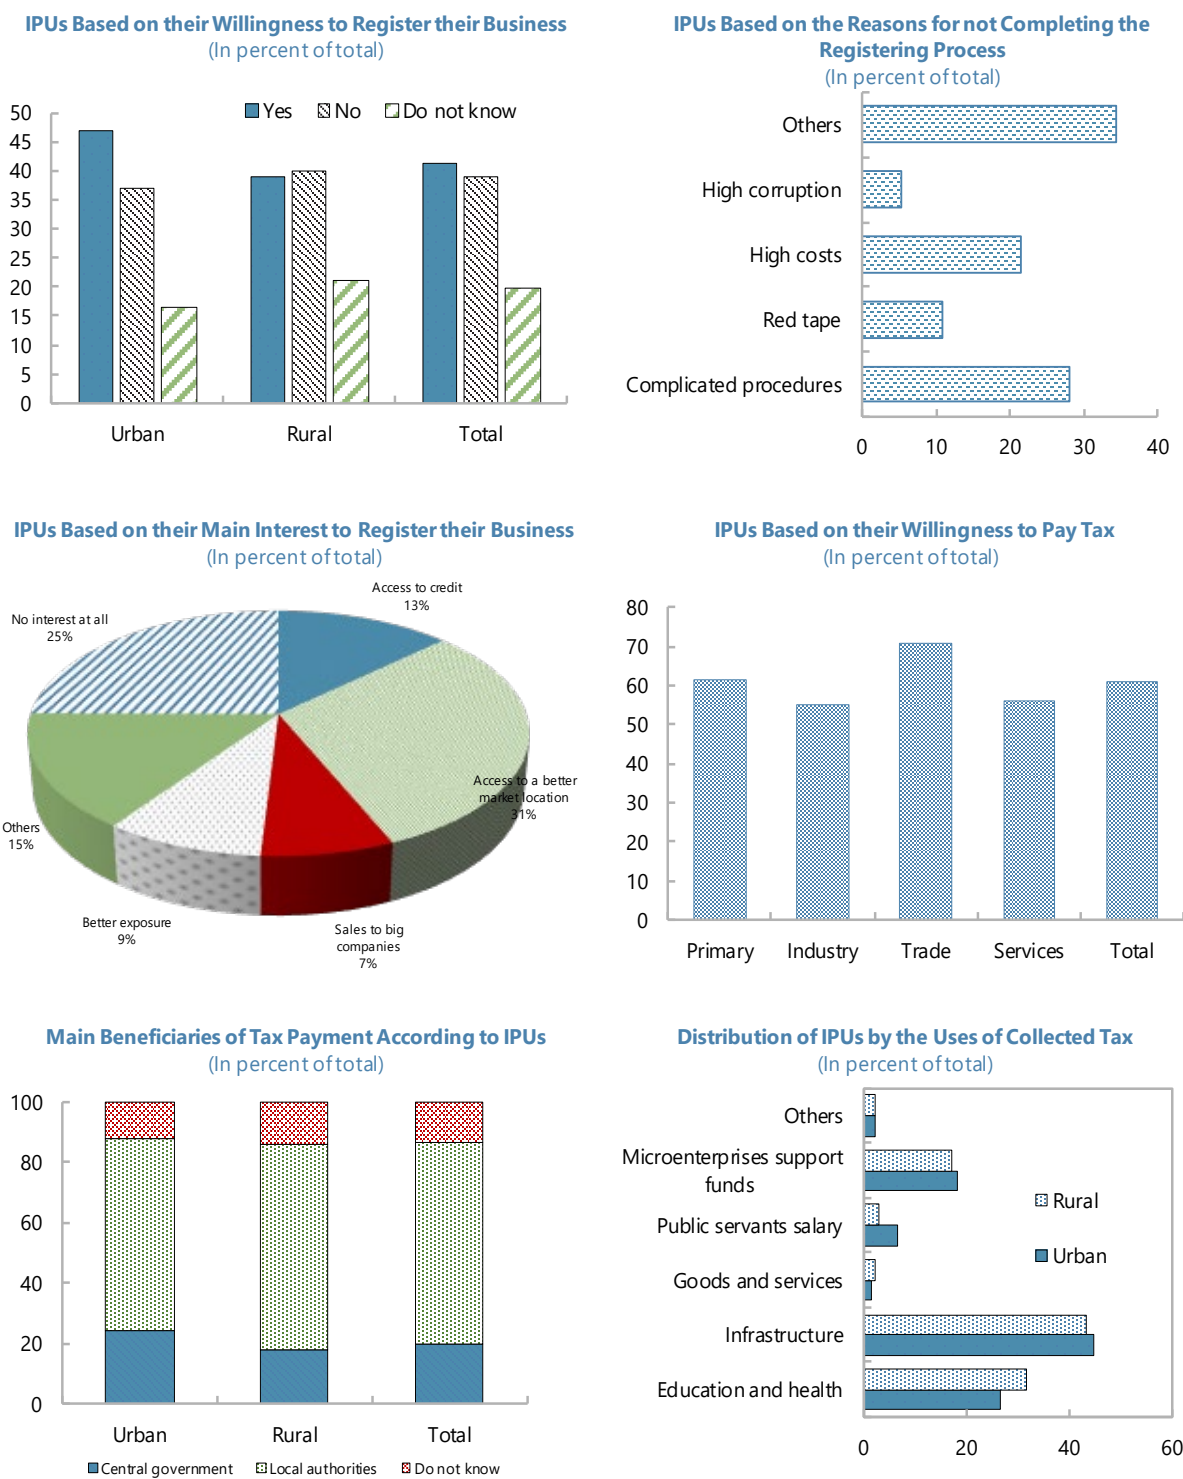 IPUs Based on their Willingness to Register their Business
(In percent of total)
Yes No Do not know
50
45
40
35
30
25
20
15
10
5
0
Urban Rural Total
IPUs Based on the Reasons for not Completing the
Registering Process
(In percent of total)
Others
High corruption
High costs
Red tape
Complicated procedures
0 10 20 30 40
IPUs Based on their Main Interest to Register their Business
(In percent of total)
Access to credit
13%
No interest at all
25%
Access to a better
market location
31%
Others
15%
Better exposure
9%
Sales to big
companies
7%
IPUs Based on their Willingness to Pay Tax
(In percent of total)
80
70
60
50
40
30
20
10
0
Primary Industry Trade Services Total
Main Beneficiaries of Tax Payment According to IPUs
(In percent of total)
100
80
60
40
20
0
Urban Rural Total
Central government Local authorities Do not know
Distribution of IPUs by the Uses of Collected Tax
(In percent of total)
Others
Microenterprises support
funds
Public servants salary
Goods and services
Infrastructure
Education and health
Rural
Urban
0 20 40 60